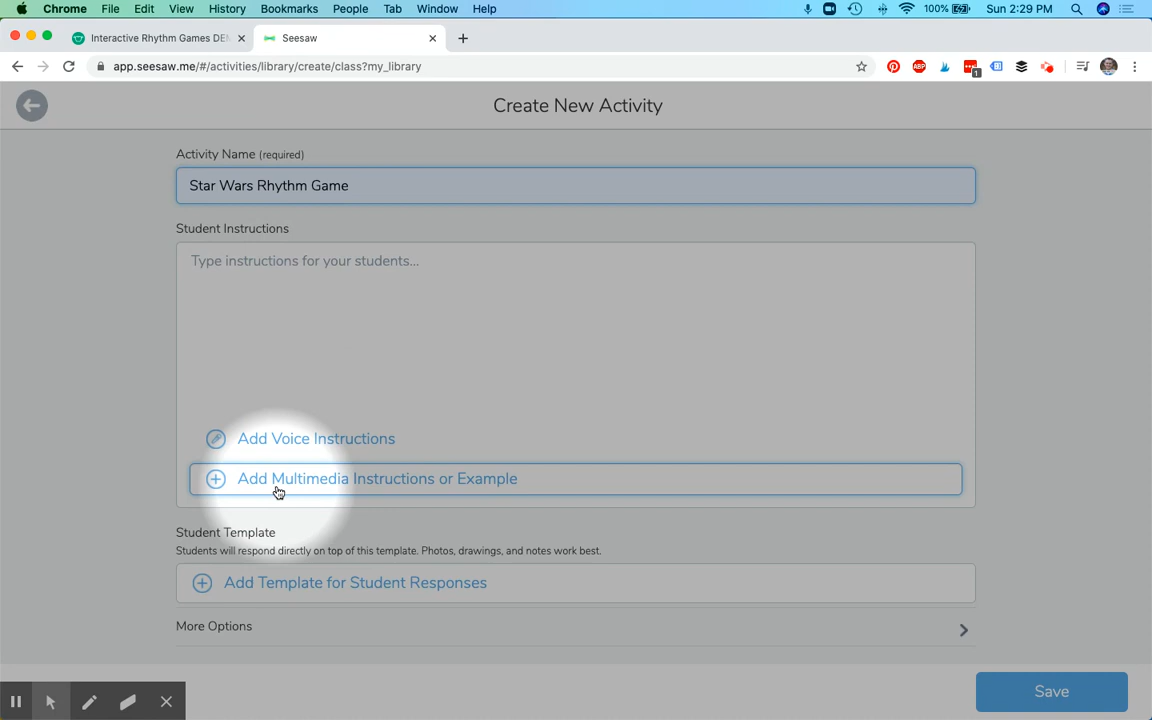 Chrome File Edit View History Bookmarks People Tab Window Help 100% Sun 2:29 PM
Interactive Rhythm Games DEM Seesaw
app.seesaw.me/#/activities/library/create/class?my_library ABP 1
Create New Activity
Activity Name (required)
Star Wars Rhythm Game
Student Instructions
Type instructions for your students...
Add Voice Instructions
Add Multimedia Instructions or Example
Student Template
Students will respond directly on top of this template. Photos, drawings, and notes work best.
Add Template for Student Responses
More Options
Save